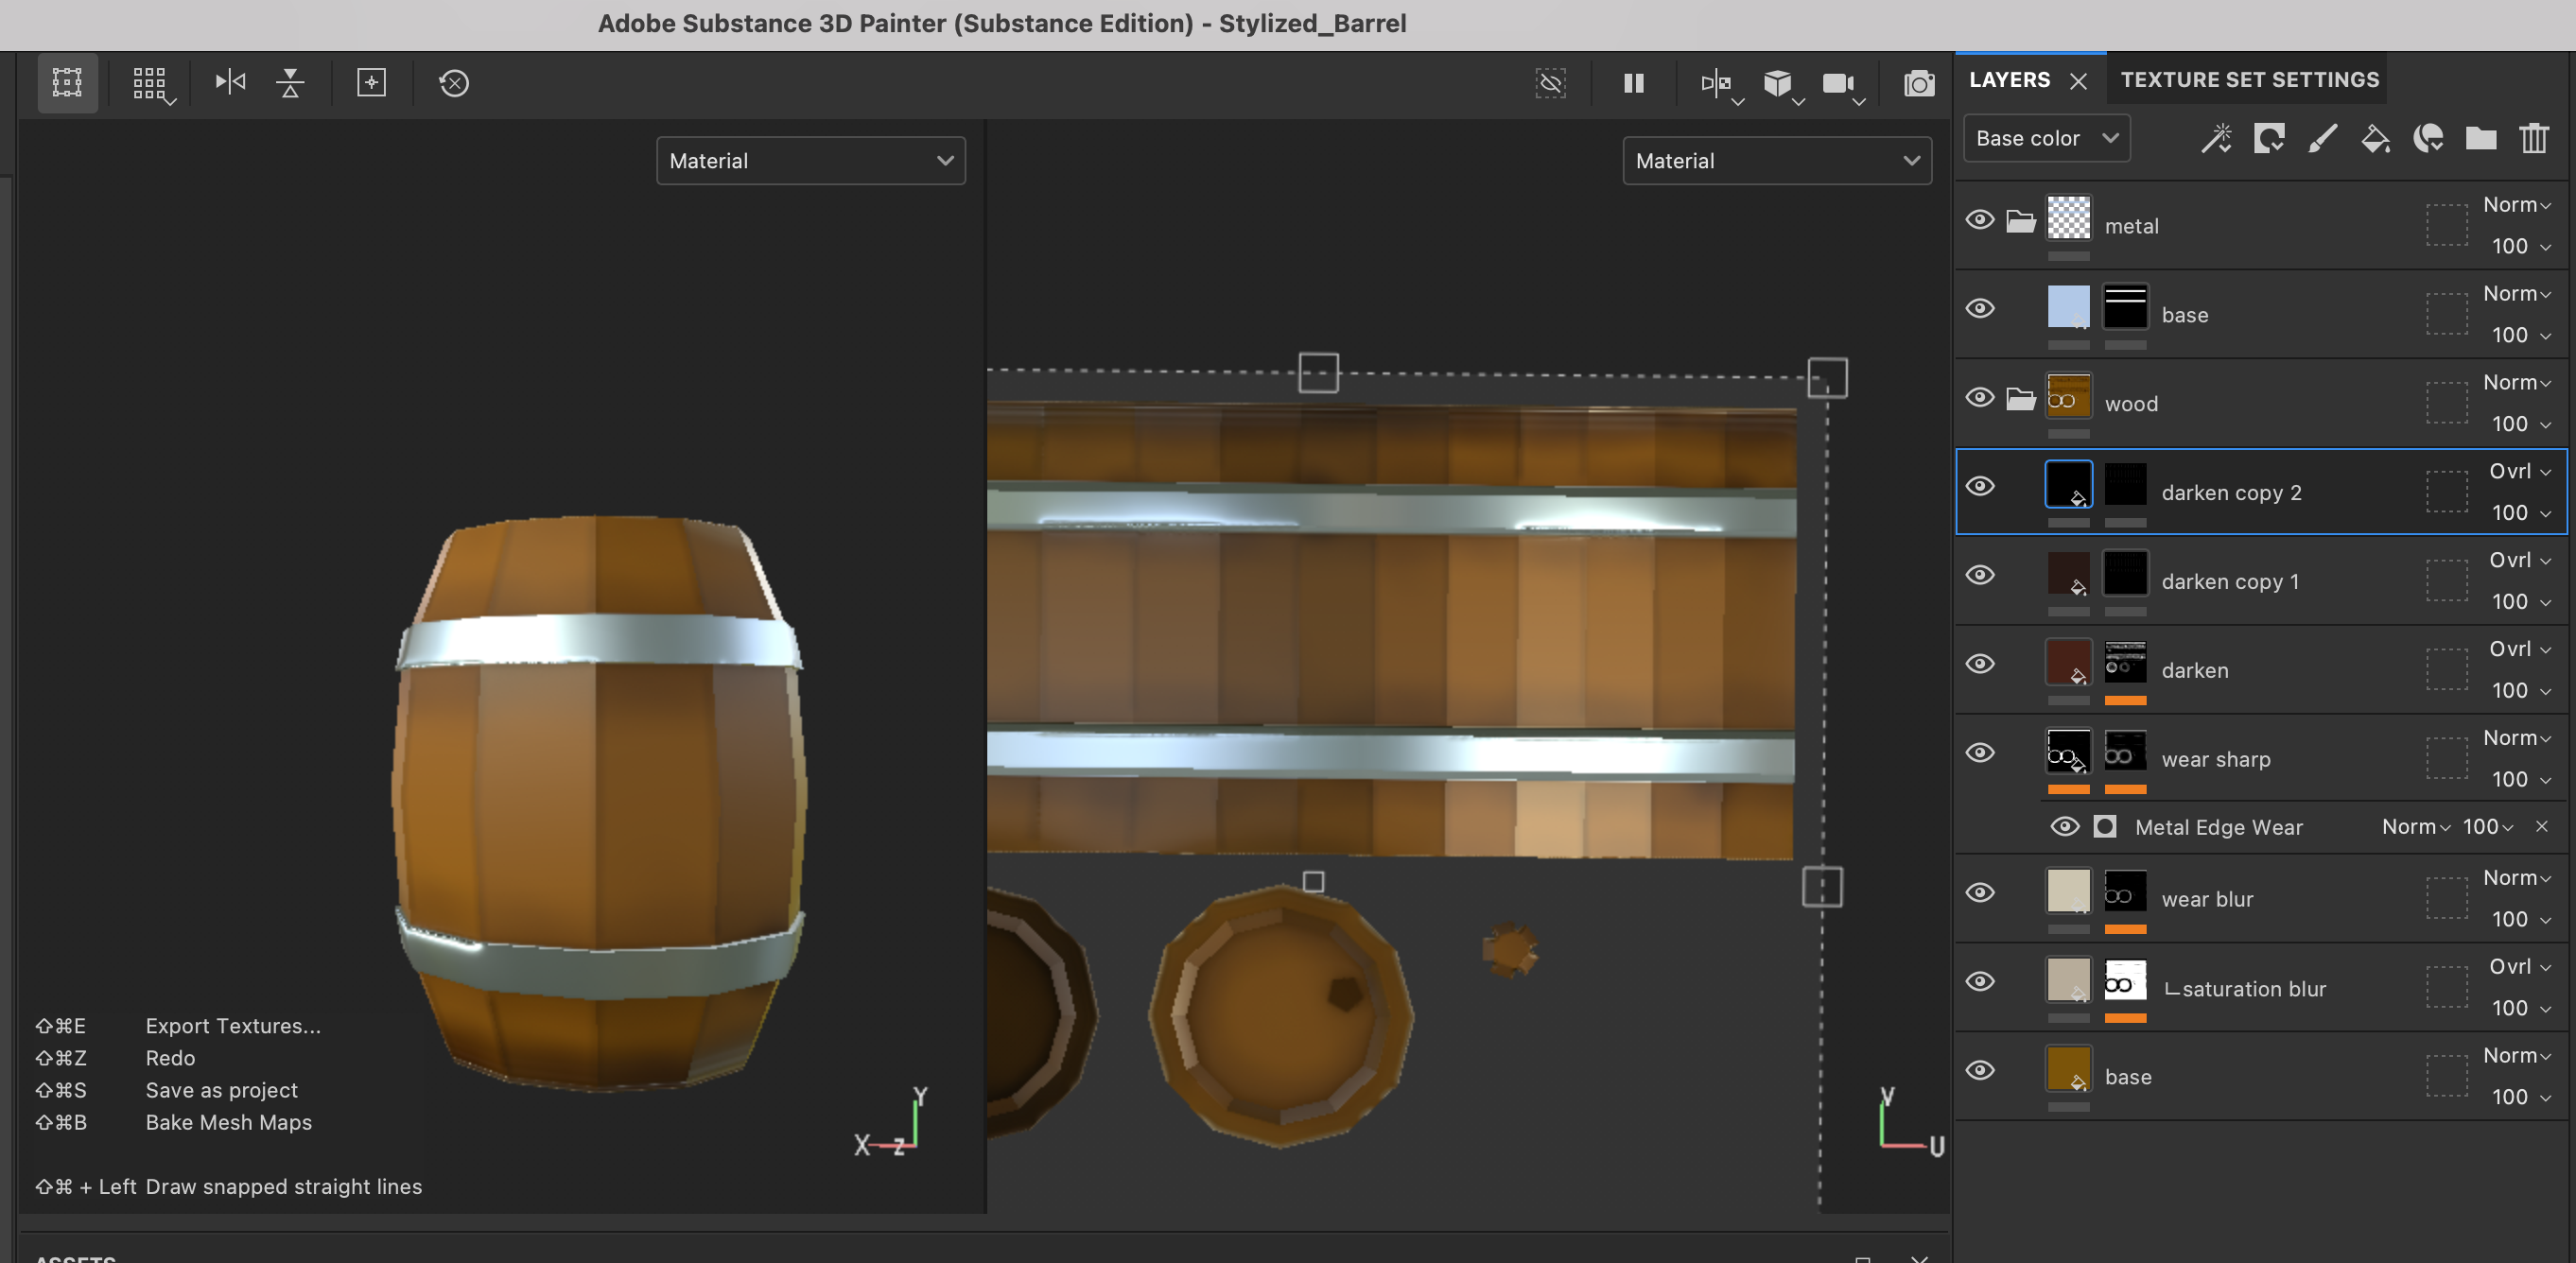 Adobe Substance 3D Painter (Substance Edition) - Stylized_Barrel
LAYERS
TEXTURE SET SETTINGS
Material
Material
Base color
metal
Norm
100
base
Norm
100
wood
Norm
100
darken copy 2
Ovrl
100
darken copy 1
Ovrl
100
darken
Ovrl
100
wear sharp
Norm
100
Metal Edge Wear Norm 100
wear blur
Norm
100
saturation blur
Ovrl
100
base
Norm
100
⇧⌘E Export Textures...
⇧⌘Z Redo
⇧⌘S Save as project
⇧⌘B Bake Mesh Maps
⇧⌘ + Left Draw snapped straight lines
Y
X Z
V
U
ASSETS